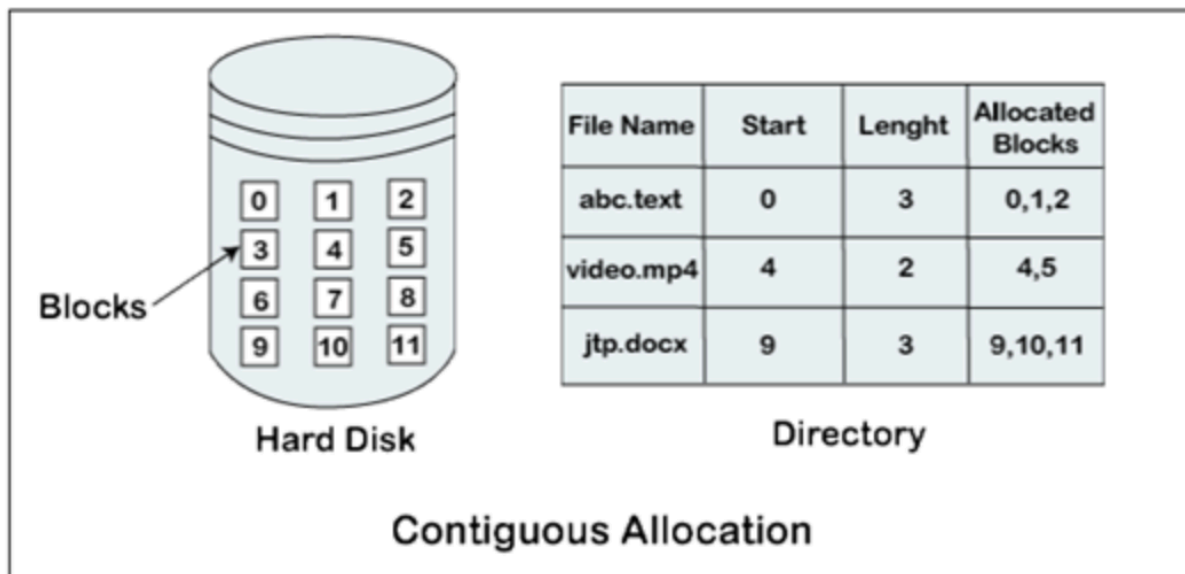 0 1 2
3 4 5
6 7 8
9 10 11
Blocks
Hard Disk
File Name Start Lenght Allocated
Blocks
abc.text 0 3 0,1,2
video.mp4 4 2 4,5
jtp.docx 9 3 9,10,11
Directory
Contiguous Allocation